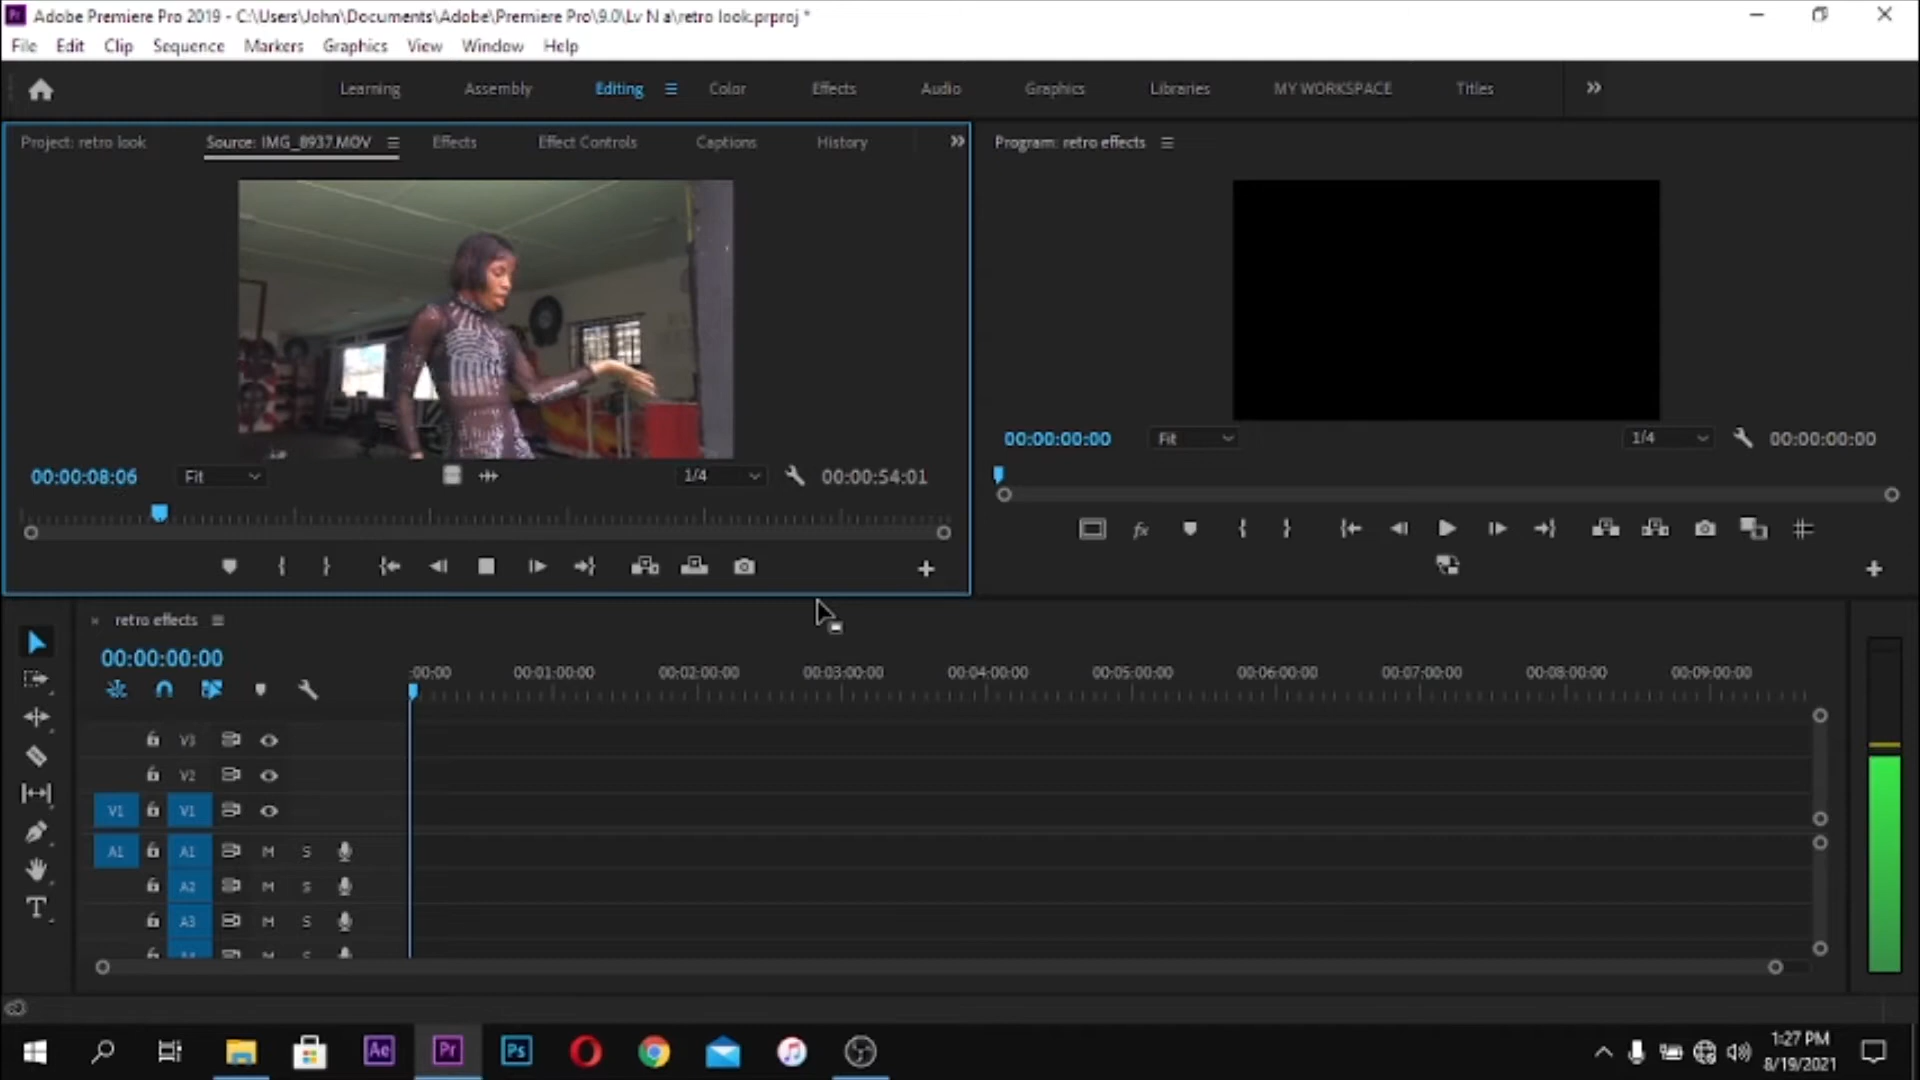 Adobe Premiere Pro 2019 - C:\Users\John\Documents\Adobe\Premiere Pro\9.0\Lv N a\retro look.prproj *
File Edit Clip Sequence Markers Graphics View Window Help
Learning Assembly Editing Color Effects Audio Graphics Libraries MY WORKSPACE Titles
Project: retro look Source: IMG_8937.MOV Effects Effect Controls Captions History
Program: retro effects
00:00:00:00 Fit 1/4 00:00:00:00
00:00:08:06 Fit 1/4 00:00:54:01
fx
retro effects
00:00:00:00
:00:00 00:01:00:00 00:02:00:00 00:03:00:00 00:04:00:00 00:05:00:00 00:06:00:00 00:07:00:00 00:08:00:00 00:09:00:00
V3
V2
V1 V1
A1 A1 M S
A2 M S
A3 M S
T
Ae Pr Ps
1:27 PM
8/19/2021